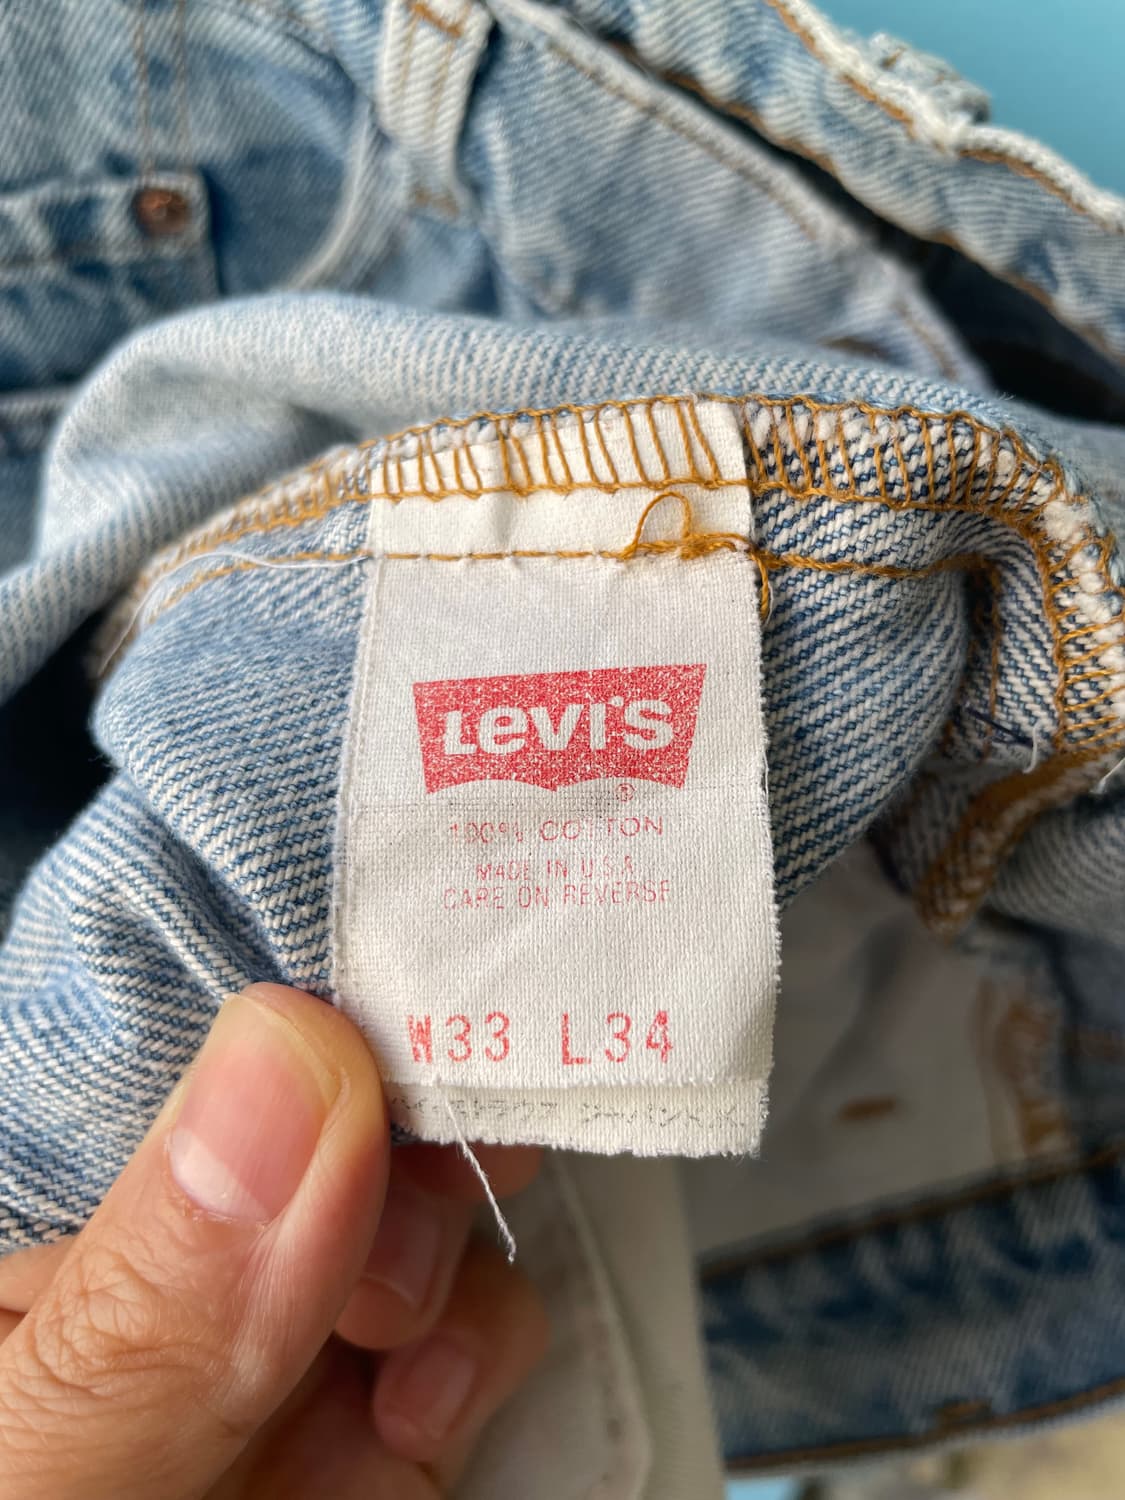 LEVI'S
®
100% COTTON
MADE IN U.S.A
CARE ON REVERSE
W33 L34